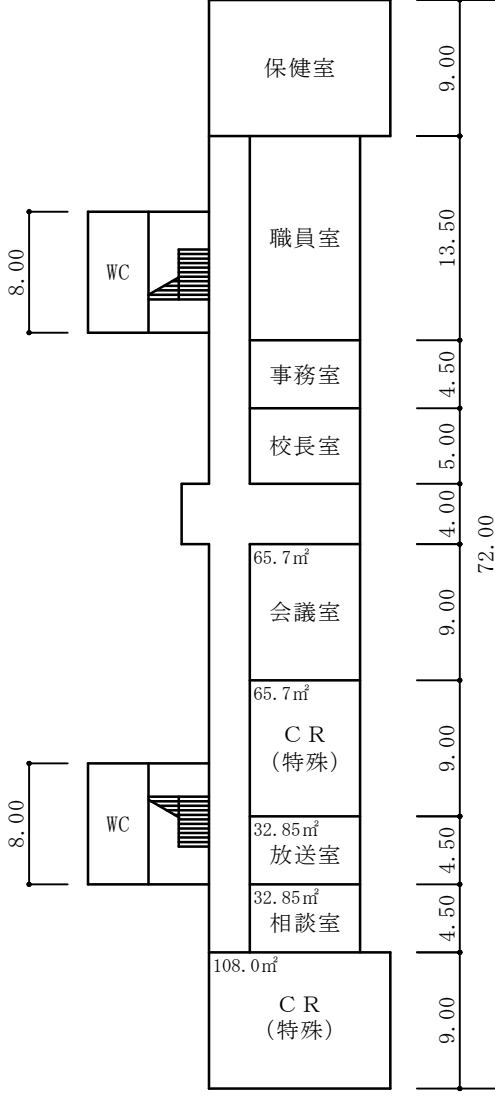 保健室
9.00
職員室
13.50
8.00
WC
事務室
4.50
校長室
5.00
4.00
72.00
65.7㎡
会議室
9.00
65.7㎡
ＣＲ
(特殊)
9.00
8.00
WC
32.85㎡
放送室
4.50
32.85㎡
相談室
4.50
108.0㎡
ＣＲ
(特殊)
9.00